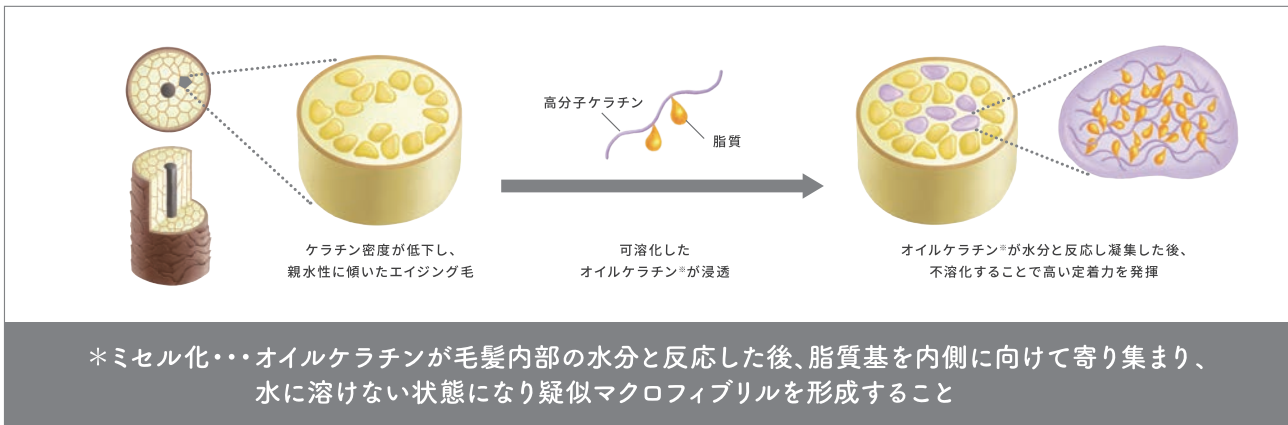 高分子ケラチン
脂質
ケラチン密度が低下し、
親水性に傾いたエイジング毛
可溶化した
オイルケラチン※が浸透
オイルケラチン※が水分と反応し凝集した後、
不溶化することで高い定着力を発揮
＊ミセル化・・・オイルケラチンが毛髪内部の水分と反応した後、脂質基を内側に向けて寄り集まり、
水に溶けない状態になり疑似マクロフィブリルを形成すること